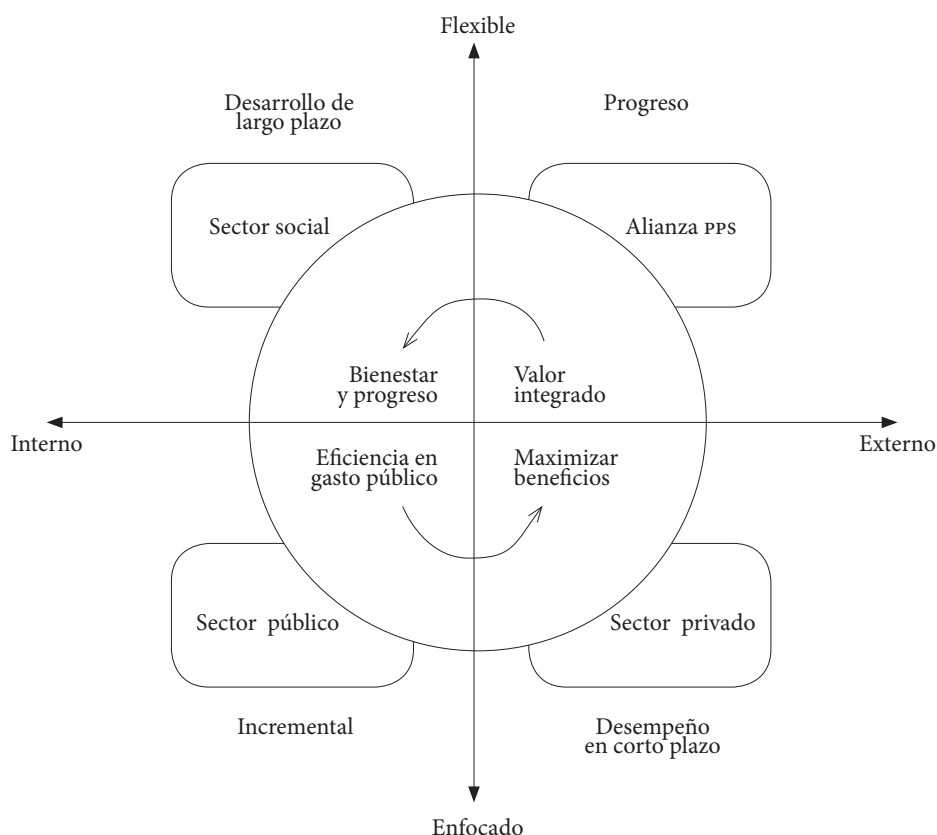 Flexible
Desarrollo de
largo plazo
Progreso
Sector social
Alianza PPS
Bienestar
y progreso
Valor
integrado
Interno
Externo
Eficiencia en
gasto público
Maximizar
beneficios
Sector público
Sector privado
Incremental
Desempeño
en corto plazo
Enfocado